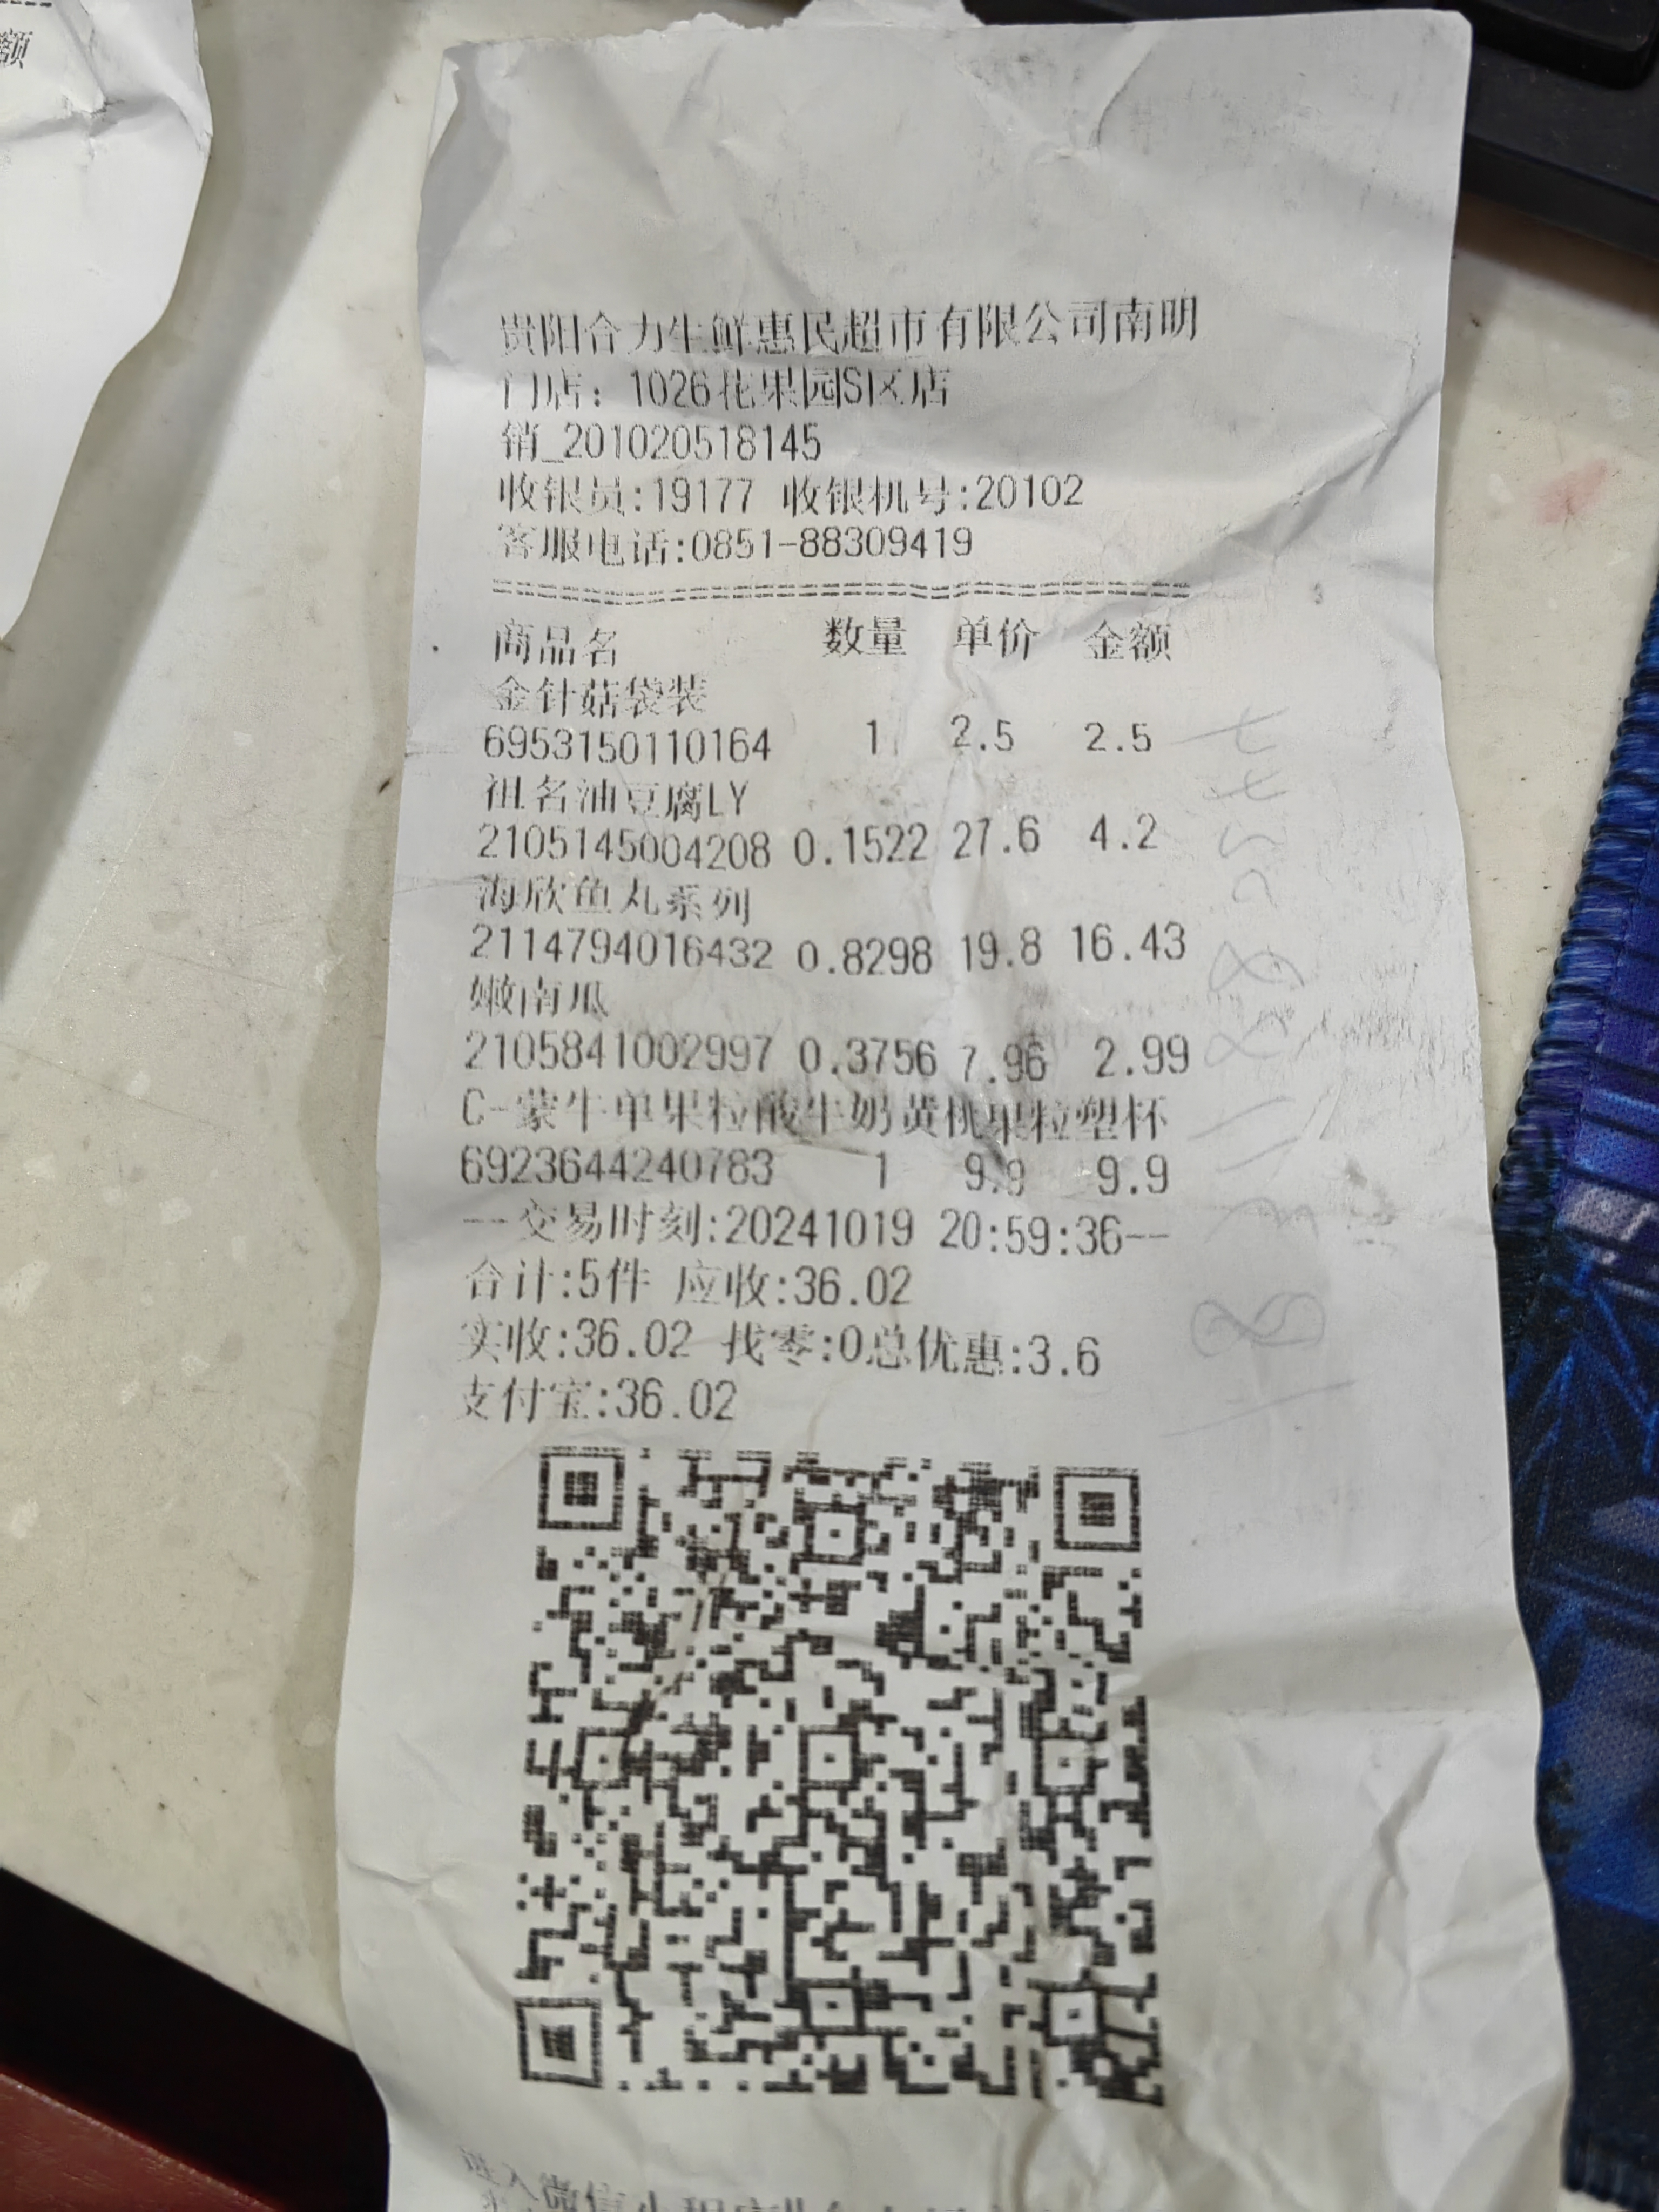 额
贵阳合力生鲜惠民超市有限公司南明
门店：1026花果园S区店
销_201020518145
收银员:19177 收银机号:20102
客服电话:0851-88309419
================================
商品名 数量 单价 金额
金针菇袋装
6953150110164 1 2.5 2.5
祖名油豆腐LY
2105145004208 0.1522 27.6 4.2
海欣鱼丸系列
2114794016432 0.8298 19.8 16.43
嫩南瓜
2105841002997 0.3756 7.96 2.99
C-蒙牛单果粒酸牛奶黄桃果粒塑杯
6923644240783 1 9.9 9.9
--交易时刻:20241019 20:59:36--
合计:5件 应收:36.02
实收:36.02 找零:0总优惠:3.6
支付宝:36.02
进入微信小程序